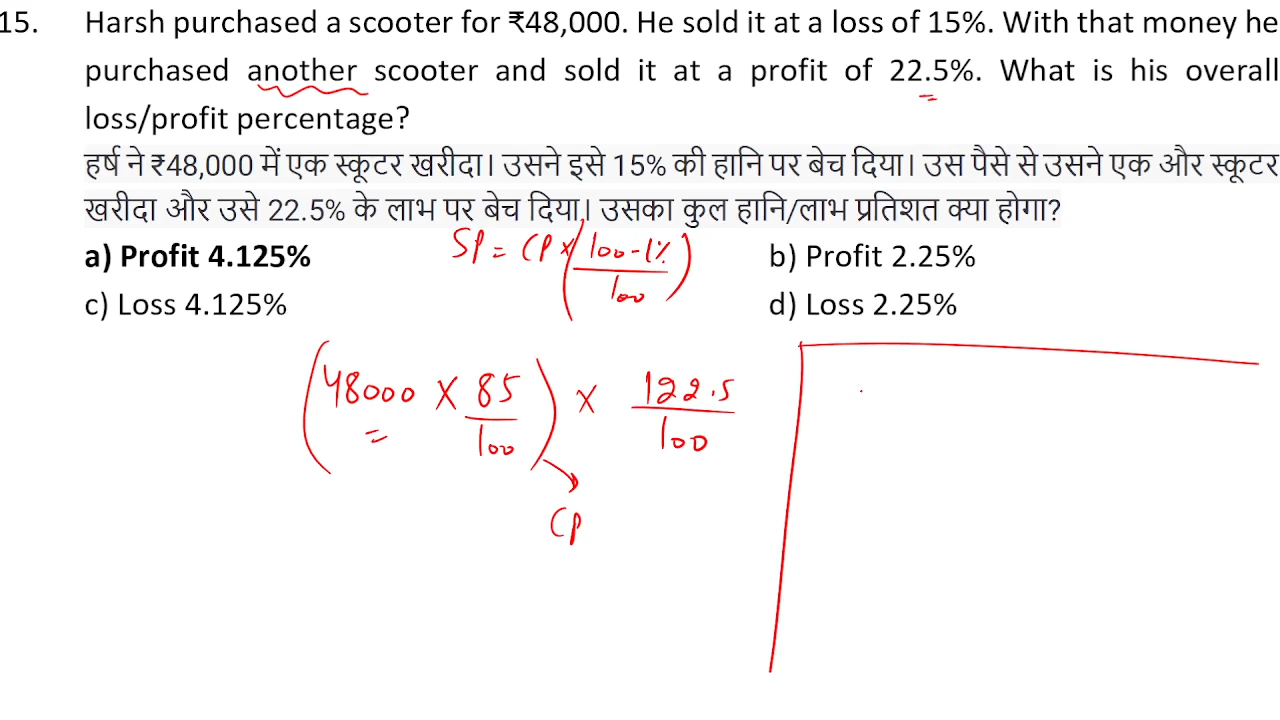 15. Harsh purchased a scooter for ₹48,000. He sold it at a loss of 15%. With that money he
purchased another scooter and sold it at a profit of 22.5%. What is his overall
loss/profit percentage?
हर्ष ने ₹48,000 में एक स्कूटर खरीदा। उसने इसे 15% की हानि पर बेच दिया। उस पैसे से उसने एक और स्कूटर
खरीदा और उसे 22.5% के लाभ पर बेच दिया। उसका कुल हानि/लाभ प्रतिशत क्या होगा?
a) Profit 4.125% b) Profit 2.25%
SP = CP × (100 - l% / 100)
c) Loss 4.125% d) Loss 2.25%
(48000 × 85/100) × 122.5/100
CP